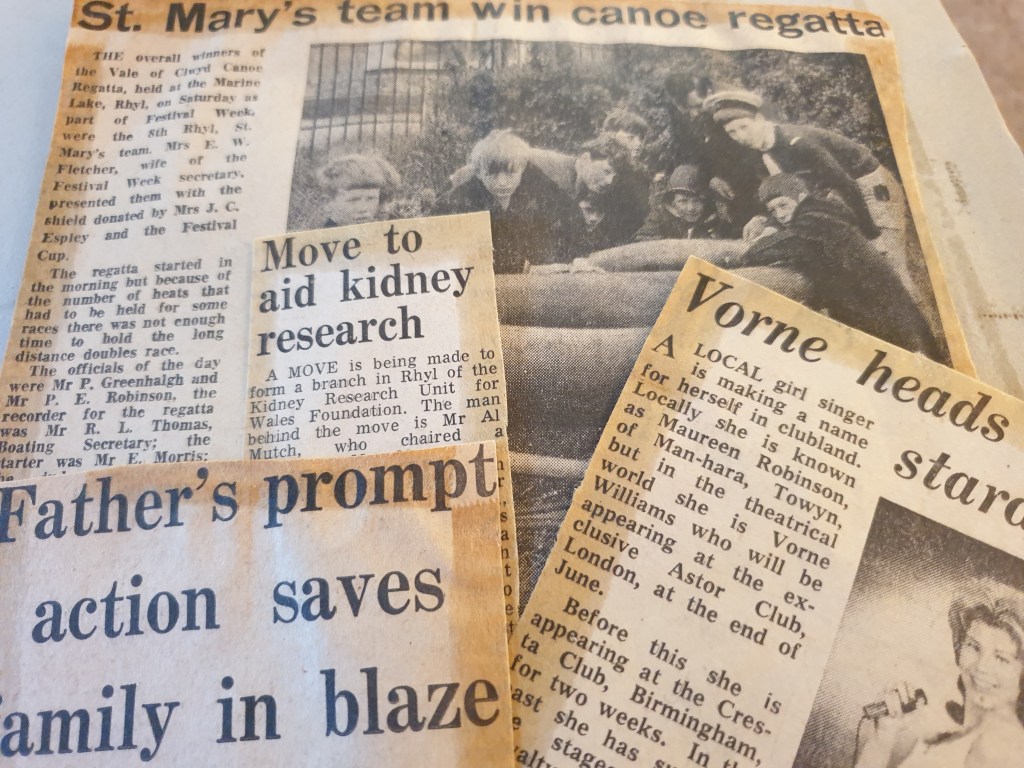 St. Mary's team win canoe regatta
THE overall winners of
the Vale of Clwyd Canoe
Regatta, held at the Marine
Lake, Rhyl, on Saturday as
part of Festival Week,
were the 8th Rhyl, St.
Mary's team. Mrs E. W.
Fletcher, wife of the
Festival Week secretary,
presented them with the
shield donated by Mrs J. C.
Espley and the Festival
Cup.
The regatta started in
the morning but because of
the number of heats that
had to be held for some
races there was not enough
time to hold the long
distance doubles race.
The officials of the day
were Mr P. Greenhalgh and
Mr P. E. Robinson, the
recorder for the regatta
was Mr R. L. Thomas,
Boating Secretary; the
tarter was Mr E. Morris;
Move to
aid kidney
research
A MOVE is being made to
form a branch in Rhyl of the
Kidney Research Unit for
Wales Foundation. The man
behind the move is Mr Al
Mutch, who chaired a
Father's prompt
action saves
family in blaze
Vorne heads
stard
A LOCAL girl singer
is making a name
for herself in clubland.
Locally she is known
as Maureen Robinson,
of Man-hara, Towyn,
but in the theatrical
world she is Vorne
Williams who will be
appearing at the ex-
clusive Astor Club,
London, at the end of
June.
Before this she is
appearing at the Cres-
ta Club, Birmingham,
for two weeks. In th
ast she has su
e stage
alty